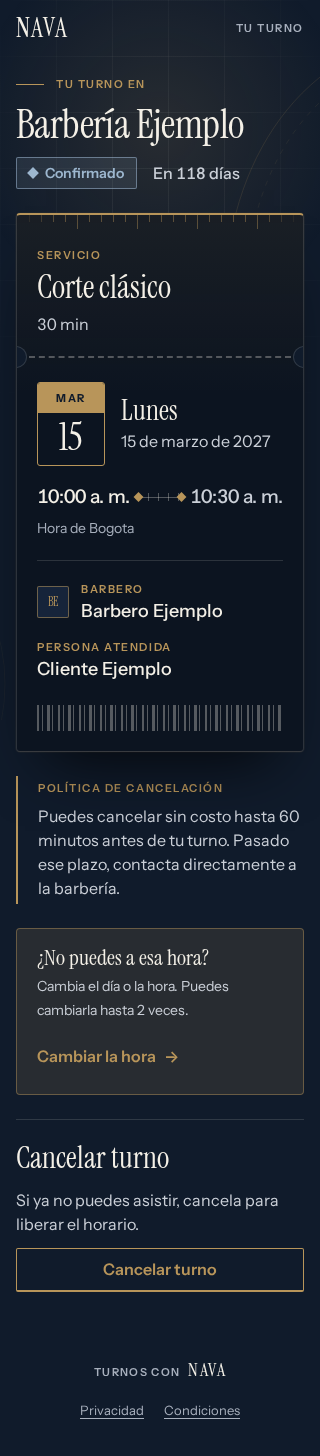 NAVA
TU TURNO
TU TURNO EN
Barbería Ejemplo
Confirmado
En 118 días
SERVICIO
Corte clásico
30 min
MAR
15
Lunes
15 de marzo de 2027
10:00 a. m.
10:30 a. m.
Hora de Bogota
BE
BARBERO
Barbero Ejemplo
PERSONA ATENDIDA
Cliente Ejemplo
POLÍTICA DE CANCELACIÓN
Puedes cancelar sin costo hasta 60
minutos antes de tu turno. Pasado
ese plazo, contacta directamente a
la barbería.
¿No puedes a esa hora?
Cambia el día o la hora. Puedes
cambiarla hasta 2 veces.
Cambiar la hora →
Cancelar turno
Si ya no puedes asistir, cancela para
liberar el horario.
Cancelar turno
TURNOS CON NAVA
Privacidad
Condiciones